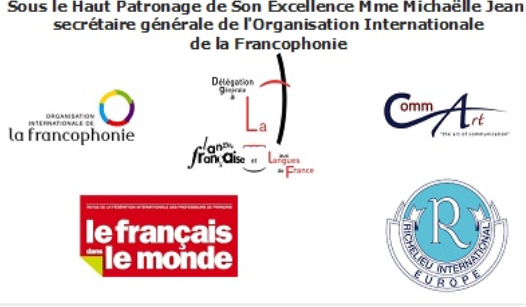 Sous le Haut Patronage de Son Excellence Mme Michaëlle Jean
secrétaire générale de l'Organisation Internationale
de la Francophonie
ORGANISATION
INTERNATIONALE DE
la francophonie
Délégation
générale
à
La
langue
française et aux
Langues
de France
Comm Art
"the art of communication"
REVUE DE LA FÉDÉRATION INTERNATIONALE DES PROFESSEURS DE FRANÇAIS
le français
dans le monde
R
RICHELIEU INTERNATIONAL
EUROPE